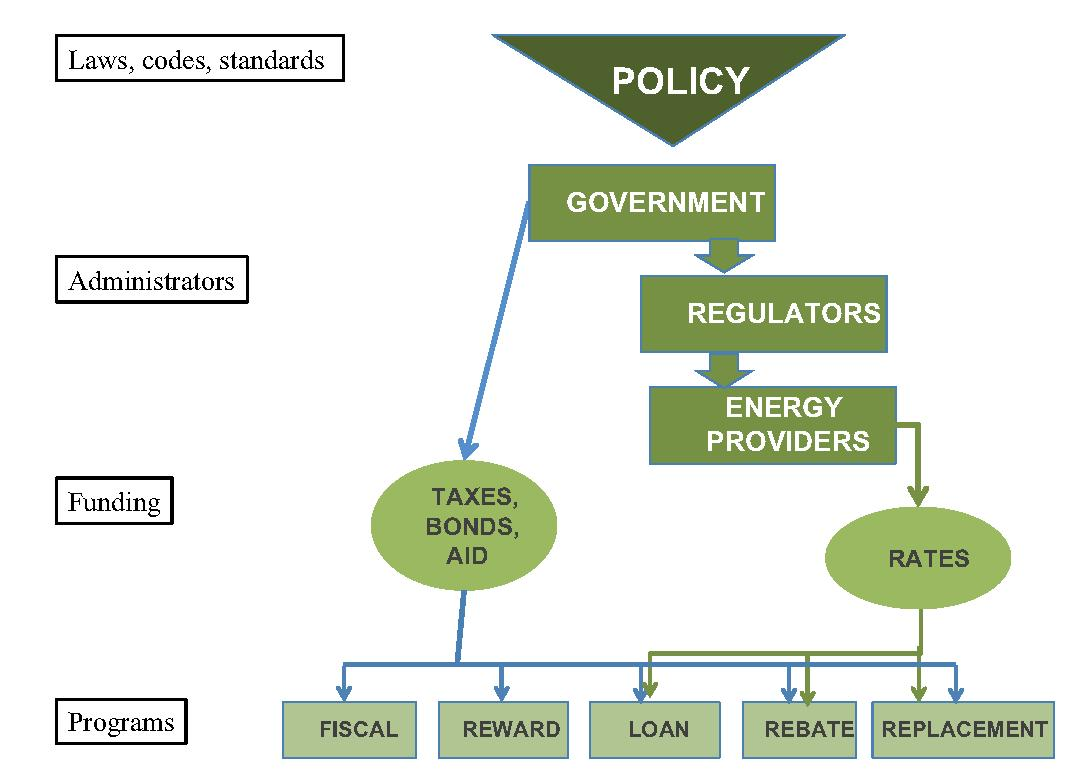 Laws, codes, standards
POLICY
GOVERNMENT
Administrators
REGULATORS
ENERGY
PROVIDERS
Funding
TAXES,
BONDS,
AID
RATES
Programs
FISCAL
REWARD
LOAN
REBATE
REPLACEMENT